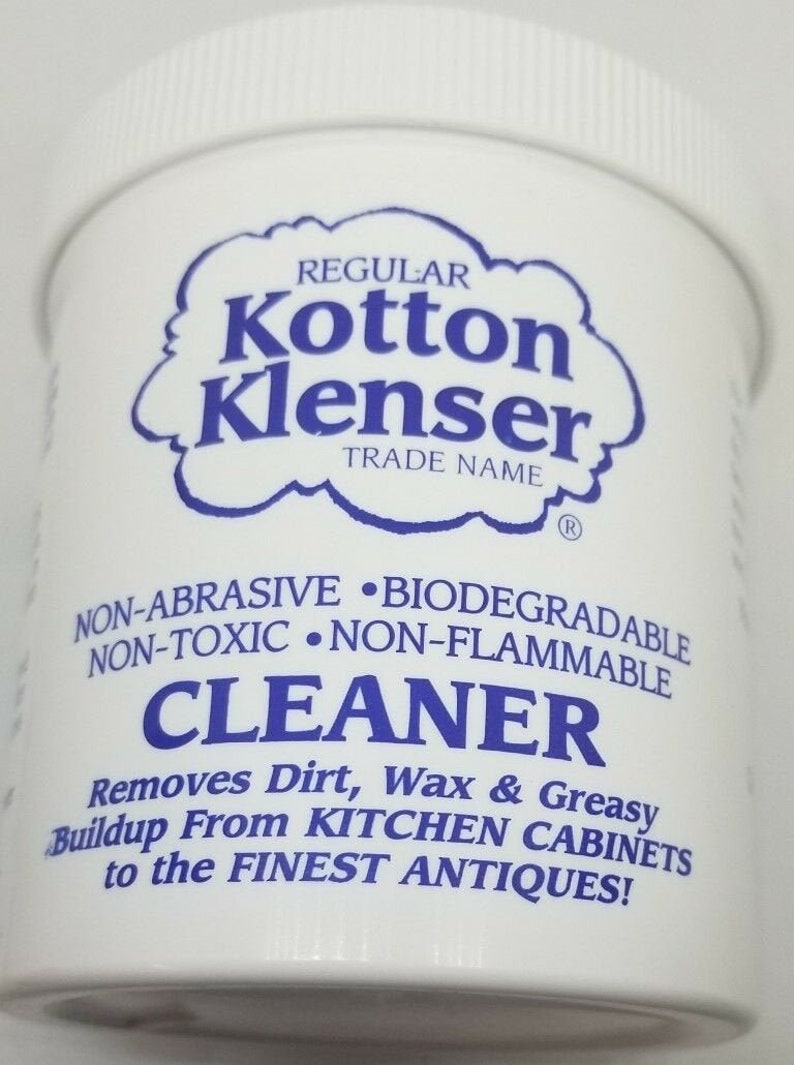 REGULAR
Kotton
Klenser
TRADE NAME
®
NON-ABRASIVE • BIODEGRADABLE
NON-TOXIC • NON-FLAMMABLE
CLEANER
Removes Dirt, Wax & Greasy
Buildup From KITCHEN CABINETS
to the FINEST ANTIQUES!